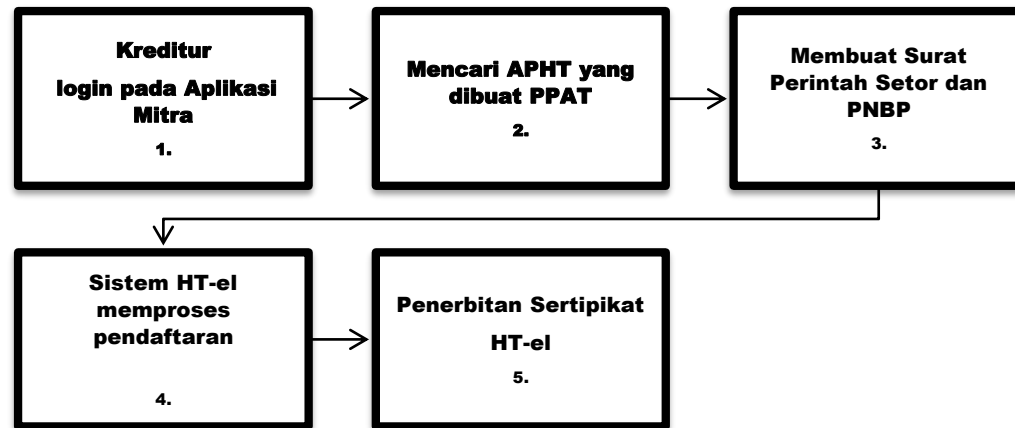 Kreditur
login pada Aplikasi
Mitra
1.
Mencari APHT yang
dibuat PPAT
2.
Membuat Surat
Perintah Setor dan
PNBP
3.
Sistem HT-el
memproses
pendaftaran
4.
Penerbitan Sertipikat
HT-el
5.